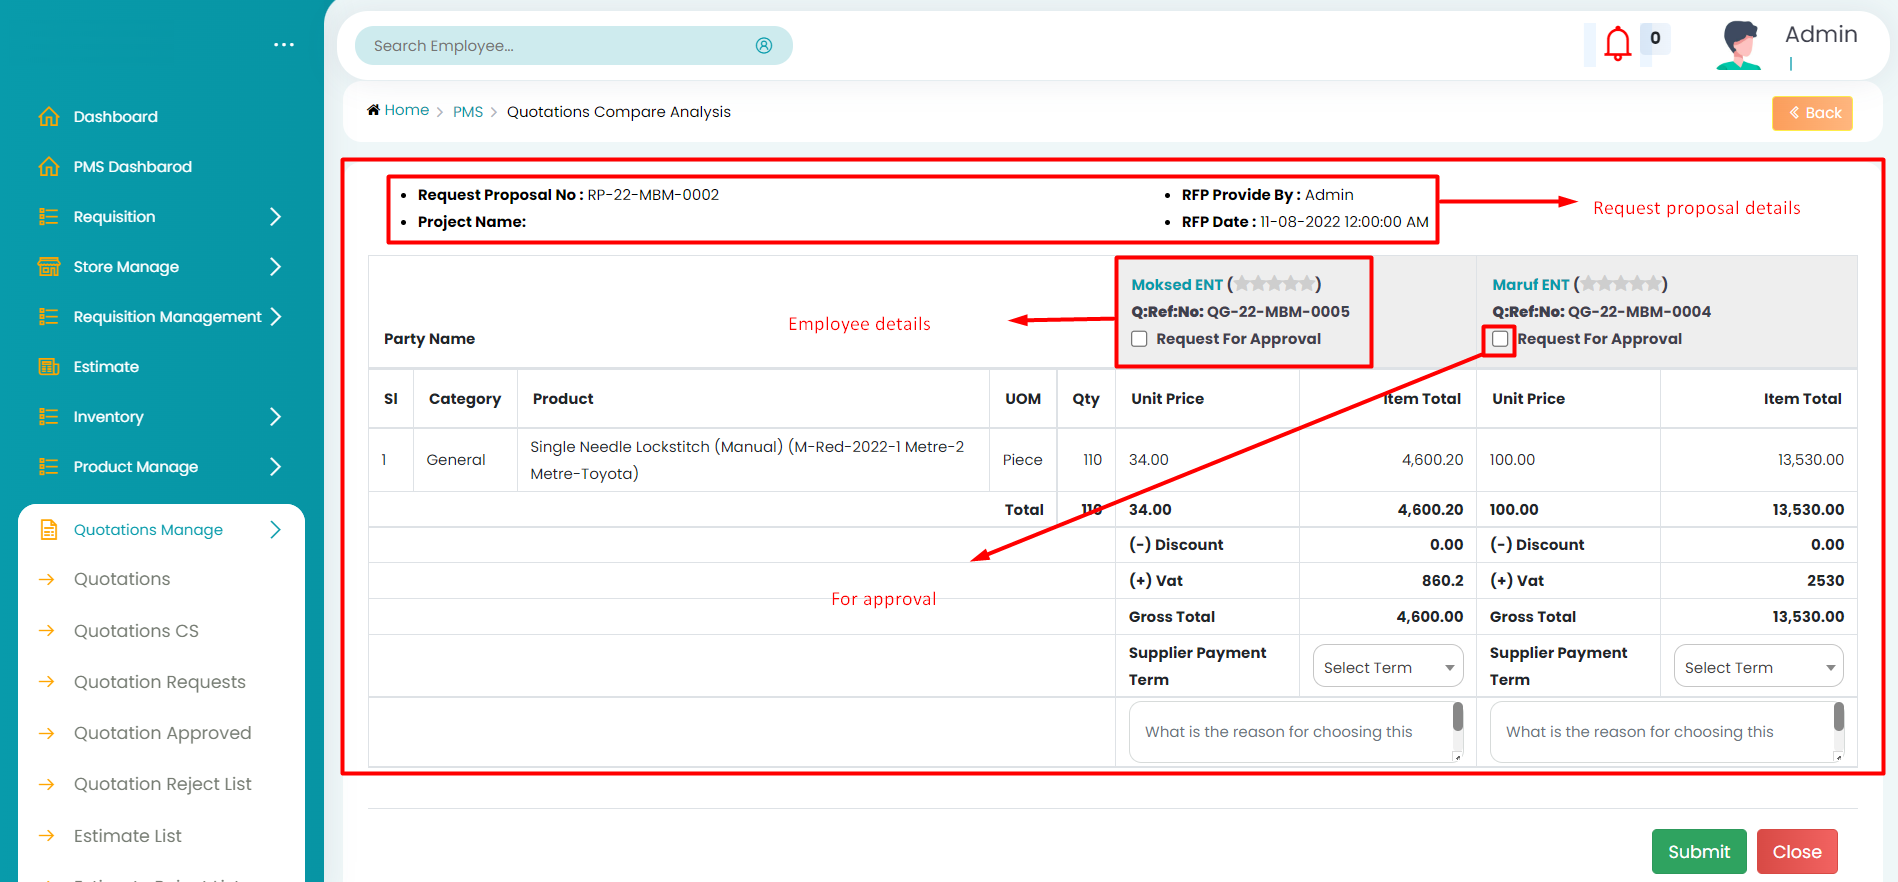 Search Employee...
0
Admin
Dashboard
PMS Dashbarod
Requisition
Store Manage
Requisition Management
Estimate
Inventory
Product Manage
Quotations Manage
Quotations
Quotations CS
Quotation Requests
Quotation Approved
Quotation Reject List
Estimate List
Home > PMS > Quotations Compare Analysis
Back
Request Proposal No : RP-22-MBM-0002
Project Name:
RFP Provide By : Admin
RFP Date : 11-08-2022 12:00:00 AM
Request proposal details
Party Name
Employee details
Moksed ENT (★★★★★)
Q:Ref:No: QG-22-MBM-0005
Request For Approval
Maruf ENT (★★★★★)
Q:Ref:No: QG-22-MBM-0004
Request For Approval
Sl Category Product UOM Qty Unit Price Item Total Unit Price Item Total
1 General Single Needle Lockstitch (Manual) (M-Red-2022-1 Metre-2 Metre-Toyota) Piece 110 34.00 4,600.20 100.00 13,530.00
Total 110 34.00 4,600.20 100.00 13,530.00
(-) Discount 0.00 (-) Discount 0.00
(+) Vat 860.2 (+) Vat 2530
For approval
Gross Total 4,600.00 Gross Total 13,530.00
Supplier Payment Term Select Term Supplier Payment Term Select Term
What is the reason for choosing this What is the reason for choosing this
Submit Close